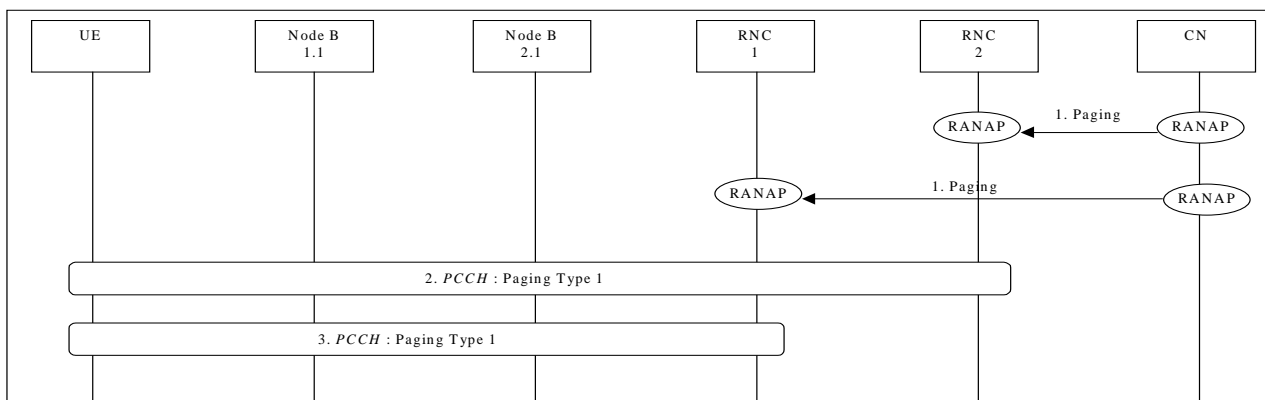 UE
Node B
1.1
Node B
2.1
RNC
1
RNC
2
CN
1. Paging
RANAP
RANAP
1. Paging
RANAP
RANAP
2. PCCH : Paging Type 1
3. PCCH : Paging Type 1